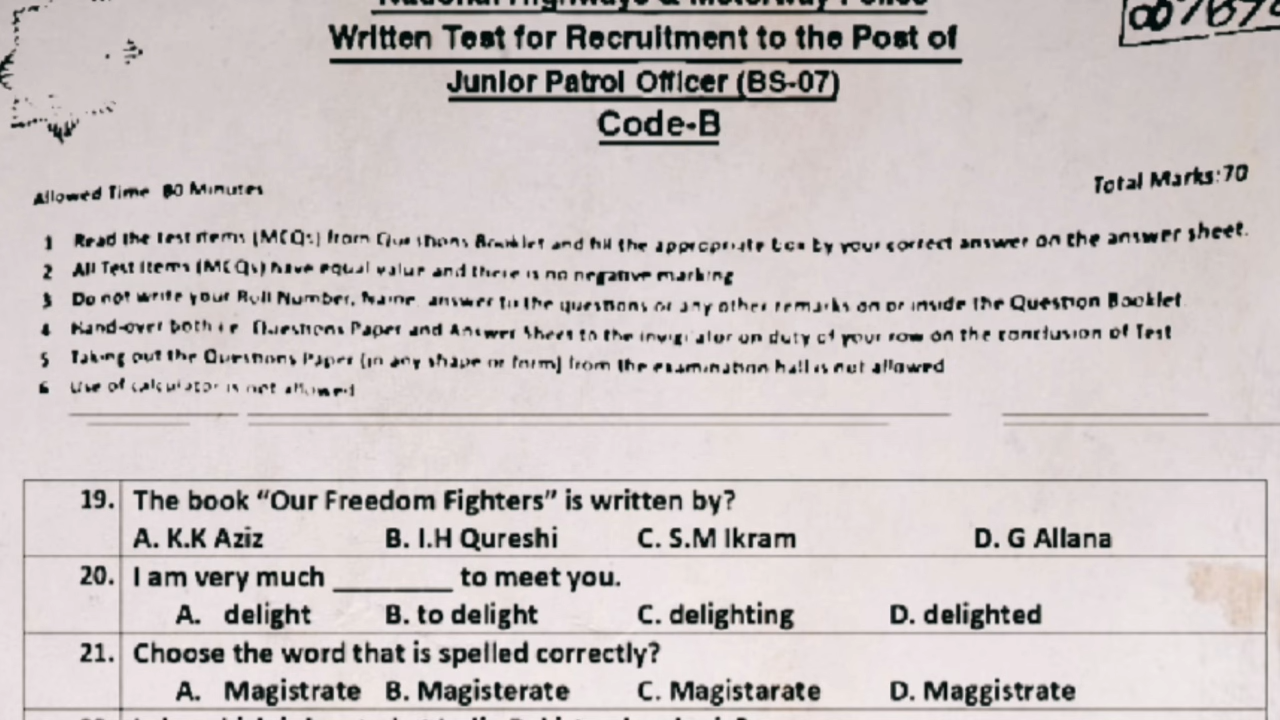 National Highways & Motorway Police
Written Test for Recruitment to the Post of
Junior Patrol Officer (BS-07)
Code-B
Allowed Time 80 Minutes
Total Marks:70
1 Read the test items (MCQs) from Questions Booklet and fill the appropriate box by your correct answer on the answer sheet.
2 All Test Items (MCQs) have equal value and there is no negative marking
3 Do not write your Roll Number, Name, answer to the questions or any other remarks on or inside the Question Booklet.
4 Hand-over both i.e. Questions Paper and Answer Sheet to the invigilator on duty of your row on the conclusion of Test
5 Taking out the Questions Paper (in any shape or form) from the examination hall is not allowed
6 Use of calculator is not allowed
19. The book “Our Freedom Fighters” is written by?
A. K.K Aziz B. I.H Qureshi C. S.M Ikram D. G Allana
20. I am very much ________ to meet you.
A. delight B. to delight C. delighting D. delighted
21. Choose the word that is spelled correctly?
A. Magistrate B. Magisterate C. Magistarate D. Maggistrate